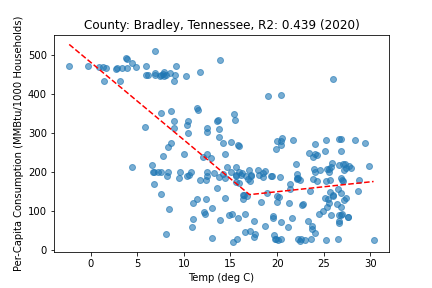 County: Bradley, Tennessee, R2: 0.439 (2020)
Per-Capita Consumption (MMBtu/1000 Households)
500
400
300
200
100
0
0 5 10 15 20 25 30
Temp (deg C)